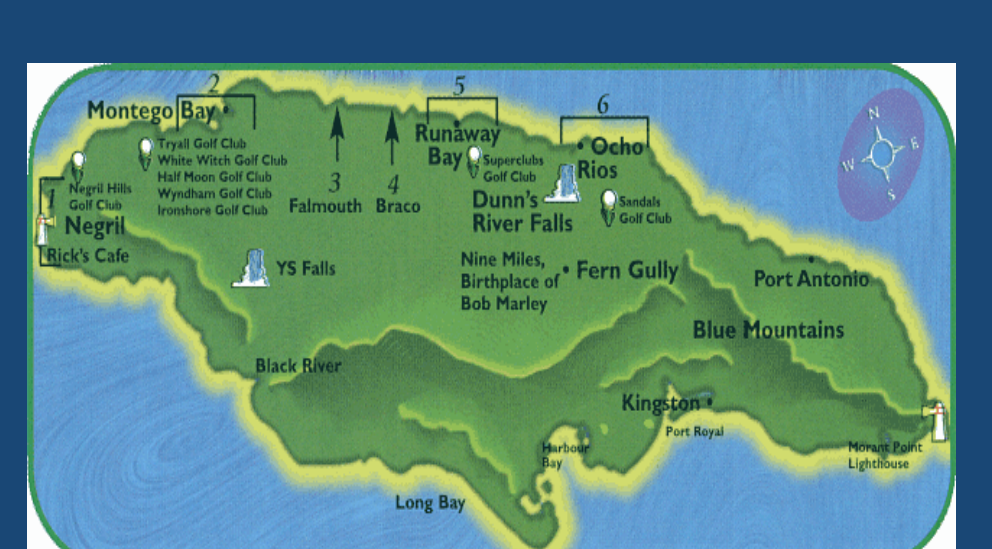 2
5
6
Montego Bay
Runaway
Bay
Ocho
Rios
N
E
W
S
Tryall Golf Club
White Witch Golf Club
Half Moon Golf Club
Wyndham Golf Club
Ironshore Golf Club
Superclubs
Golf Club
3
4
Falmouth
Braco
1
Negril Hills
Golf Club
Negril
Rick's Cafe
Dunn's
River Falls
Sandals
Golf Club
YS Falls
Nine Miles,
Birthplace of
Bob Marley
Fern Gully
Port Antonio
Blue Mountains
Black River
Kingston
Port Royal
Harbour
Bay
Morant Point
Lighthouse
Long Bay